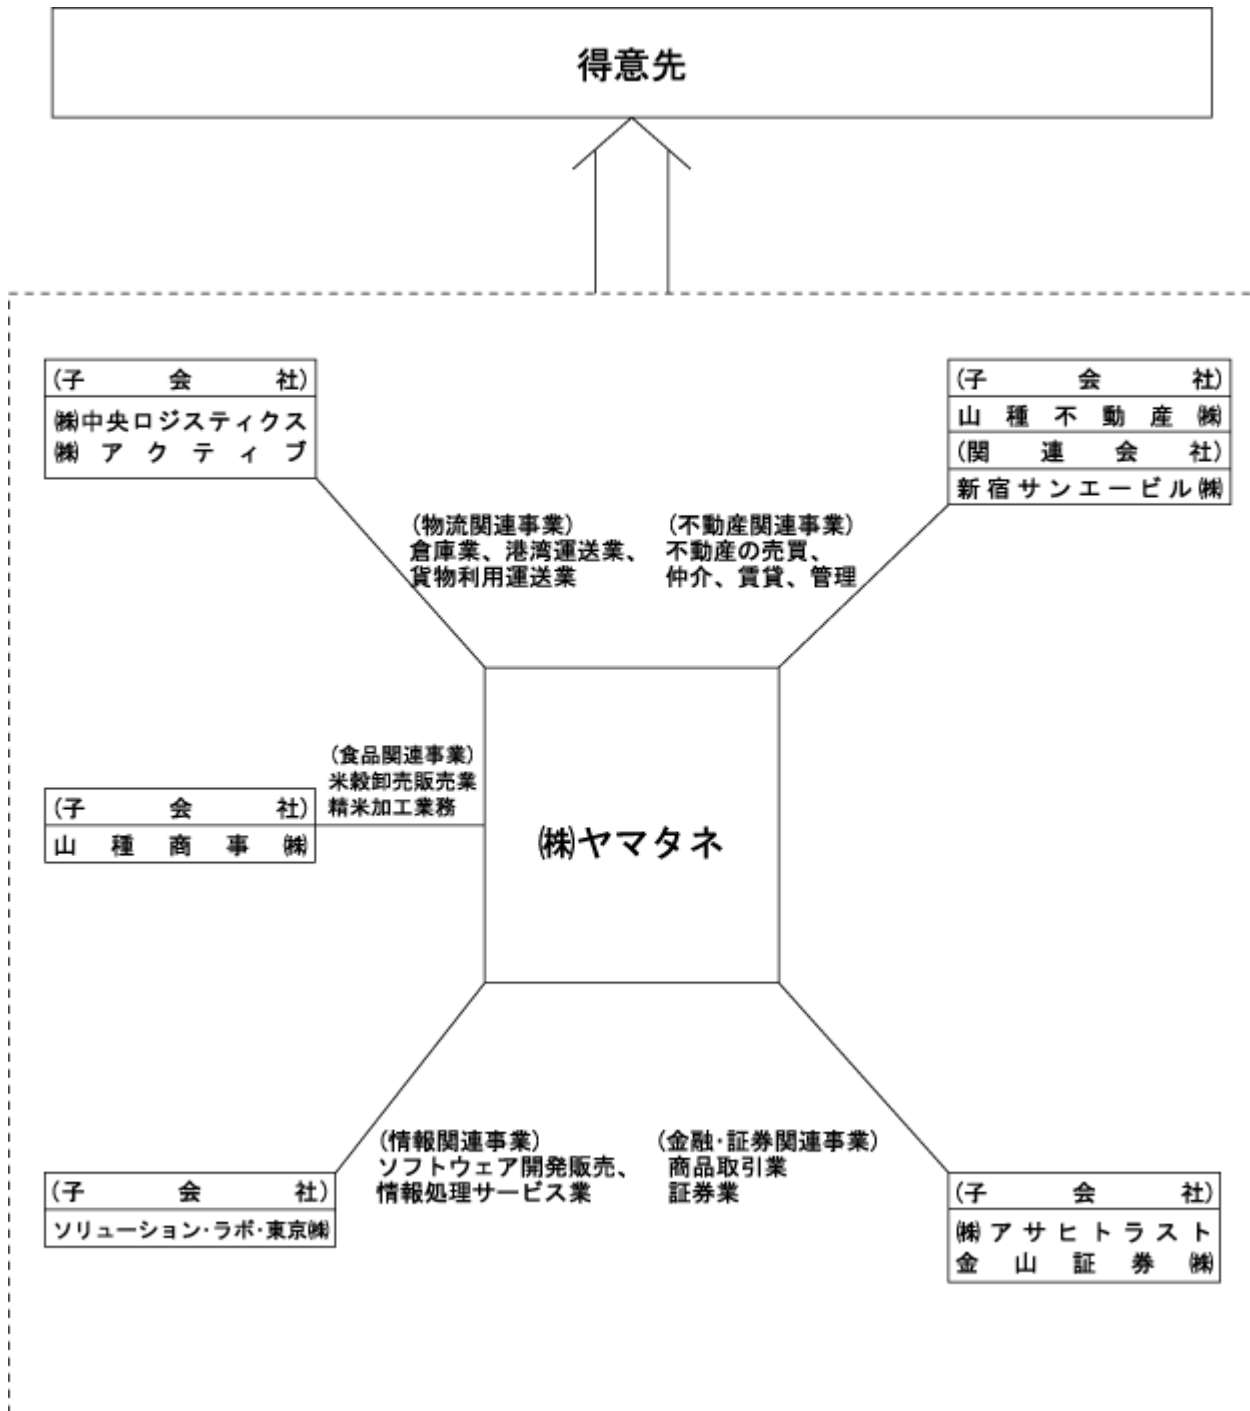 得意先
(子会社)
㈱中央ロジスティクス
㈱アクティブ
(子会社)
山種不動産㈱
(関連会社)
新宿サンエービル㈱
(物流関連事業)
倉庫業、港湾運送業、
貨物利用運送業
(不動産関連事業)
不動産の売買、
仲介、賃貸、管理
(食品関連事業)
米穀卸売販売業
精米加工業務
(子会社)
山種商事㈱
㈱ヤマタネ
(情報関連事業)
ソフトウェア開発販売、
情報処理サービス業
(金融･証券関連事業)
商品取引業
証券業
(子会社)
ソリューション･ラボ･東京㈱
(子会社)
㈱アサヒトラスト
金山証券㈱